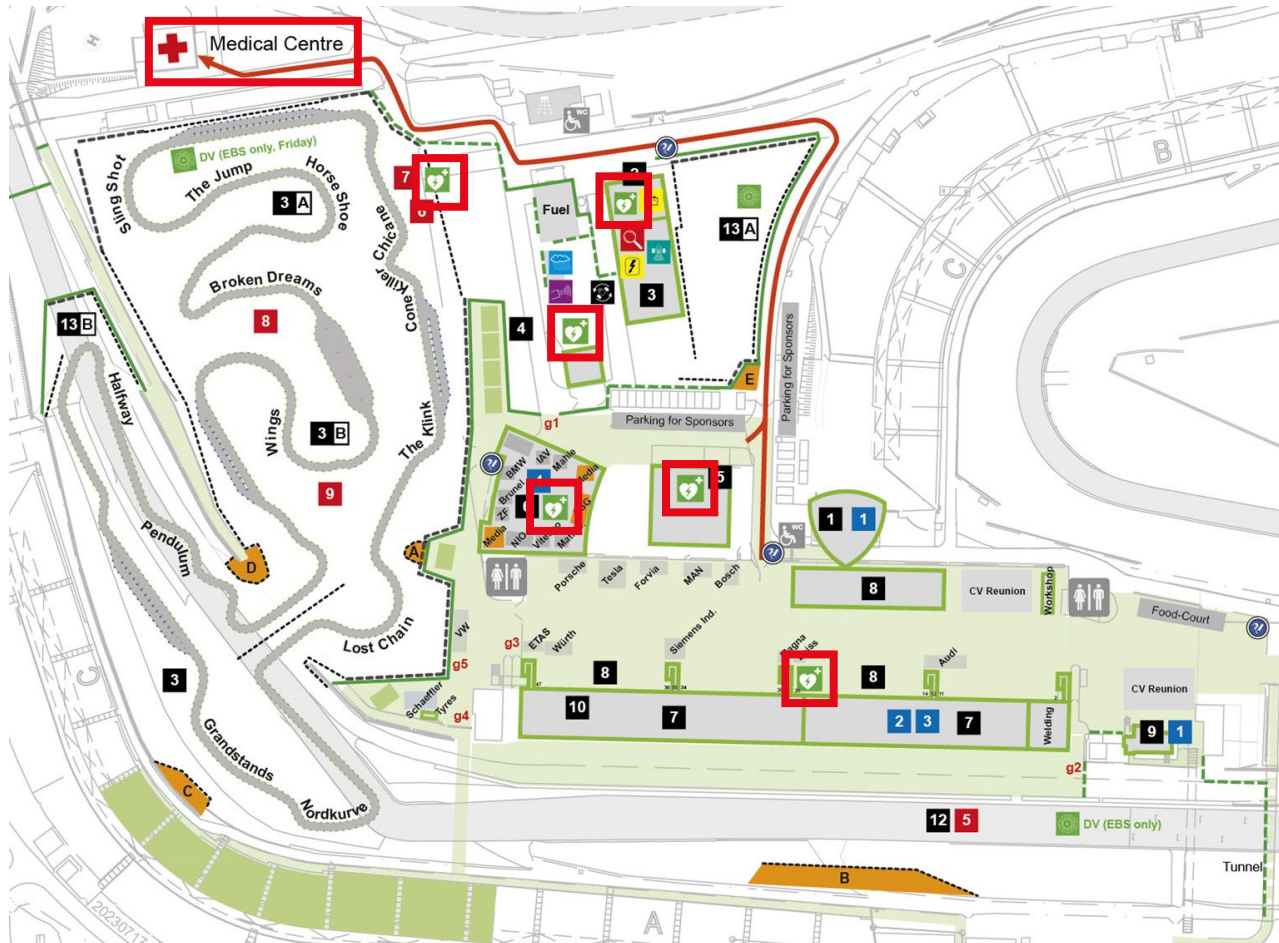 Medical Centre
H
WC
B
DV (EBS only, Friday)
Sling Shot
The Jump
Horse Shoe
3 A
Killer Chicane
Cone
7
6
Fuel
13 A
C
3
Broken Dreams
8
4
13 B
Halfway
Wings
3 B
The Klink
9
E
Parking for Sponsors
Parking for Sponsors
g1
BMW
IAV
Mahle
Media
Brunel
ZF
Media
NIO
5
1 1
WC
Pendulum
D
A
Porsche
Tesla
Forvia
MAN
Bosch
8
CV Reunion
Workshop
Food-Court
Lost Chain
VW
g3
ETAS
Würth
Siemens Ind.
Audi
g5
8
8
3
Schaeffler
Tyres
g4
10
7
2 3 7
Welding
CV Reunion
9 1
g2
Grandstands
Nordkurve
C
C
12 5
DV (EBS only)
B
Tunnel
A
20230717